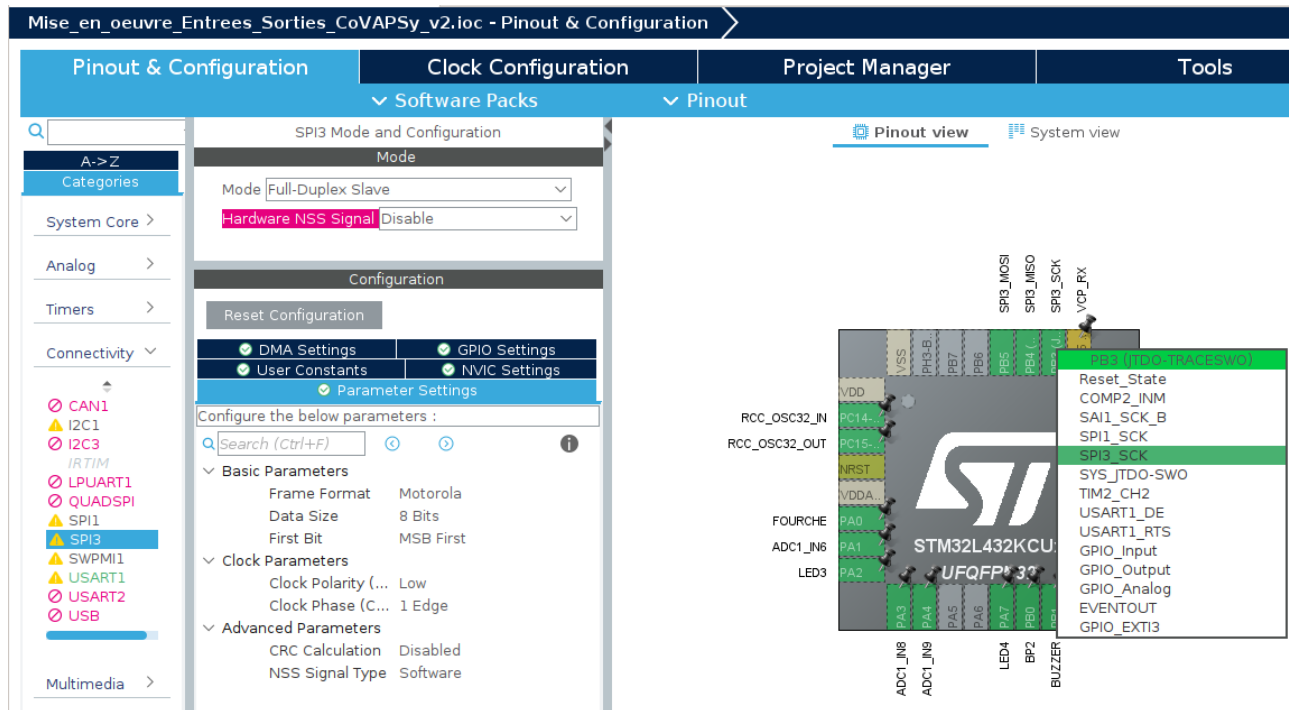 Mise_en_oeuvre_Entrees_Sorties_CoVAPSy_v2.ioc - Pinout & Configuration
Pinout & Configuration
Clock Configuration
Project Manager
Tools
Software Packs
Pinout
SPI3 Mode and Configuration
Pinout view
System view
A->Z
Categories
System Core
Analog
Timers
Connectivity
CAN1
I2C1
I2C3
IRTIM
LPUART1
QUADSPI
SPI1
SPI3
SWPMI1
USART1
USART2
USB
Multimedia
Mode
Mode Full-Duplex Slave
Hardware NSS Signal Disable
Configuration
Reset Configuration
DMA Settings
GPIO Settings
User Constants
NVIC Settings
Parameter Settings
Configure the below parameters :
Search (Ctrl+F)
Basic Parameters
Frame Format Motorola
Data Size 8 Bits
First Bit MSB First
Clock Parameters
Clock Polarity (... Low
Clock Phase (C... 1 Edge
Advanced Parameters
CRC Calculation Disabled
NSS Signal Type Software
SPI3_MOSI
SPI3_MISO
SPI3_SCK
VCP_RX
VSS
PH3-B...
PB7
PB6
PB5
PB4 (...
VDD
RCC_OSC32_IN
PC14-...
RCC_OSC32_OUT
PC15-...
NRST
VDDA...
FOURCHE
PA0
ADC1_IN6
PA1
LED3
PA2
STM32L432KCU
UFQFPN32
PA3
PA4
PA5
PA6
PA7
PB0
PB1
ADC1_IN8
ADC1_IN9
LED4
BP2
BUZZER
PB3 (JTDO-TRACESWO)
Reset_State
COMP2_INM
SAI1_SCK_B
SPI1_SCK
SPI3_SCK
SYS_JTDO-SWO
TIM2_CH2
USART1_DE
USART1_RTS
GPIO_Input
GPIO_Output
GPIO_Analog
EVENTOUT
GPIO_EXTI3